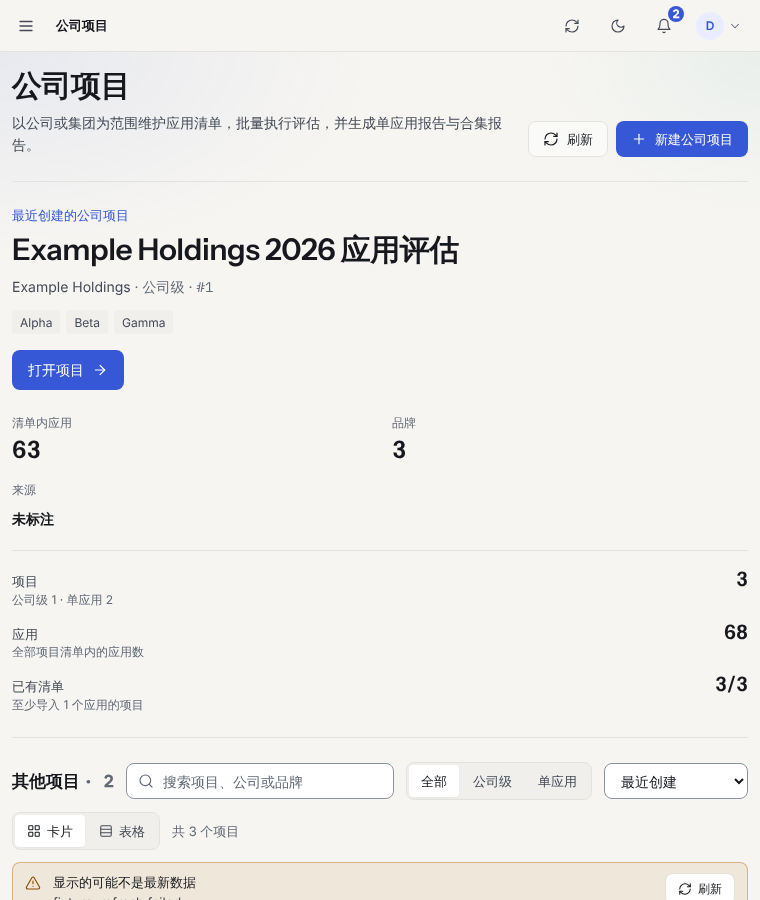 公司项目
2
D
公司项目
以公司或集团为范围维护应用清单，批量执行评估，并生成单应用报告与合集报
告。
刷新
新建公司项目
最近创建的公司项目
Example Holdings 2026 应用评估
Example Holdings · 公司级 · #1
Alpha Beta Gamma
打开项目
清单内应用 品牌
63 3
来源
未标注
项目 3
公司级 1 · 单应用 2
应用 68
全部项目清单内的应用数
已有清单 3/3
至少导入 1 个应用的项目
其他项目 · 2 搜索项目、公司或品牌 全部 公司级 单应用 最近创建
卡片 表格 共 3 个项目
显示的可能不是最新数据 刷新